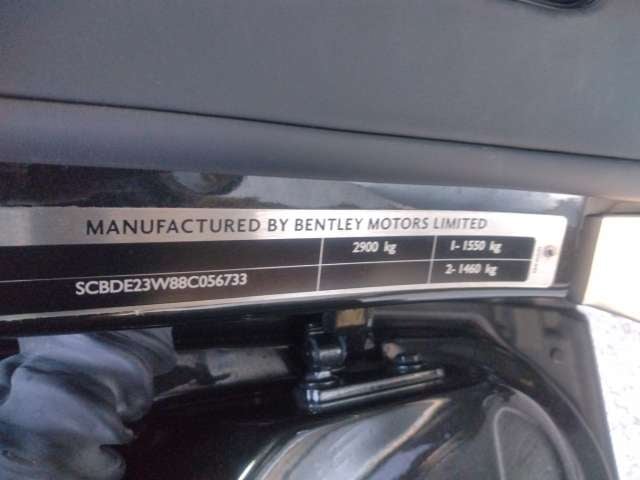 MANUFACTURED BY BENTLEY MOTORS LIMITED
2900 kg 1- 1550 kg
SCBDE23W88C056733 2- 1460 kg